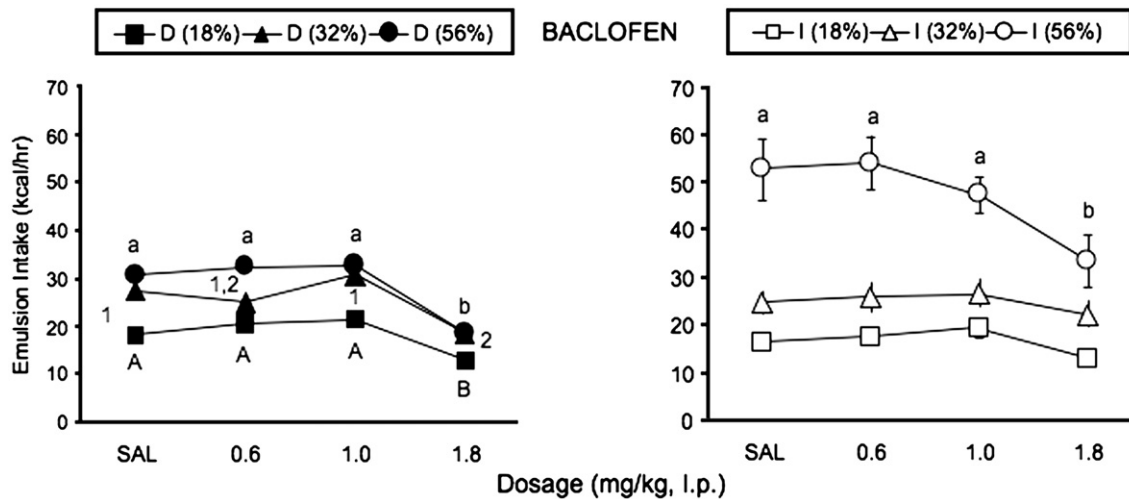 D (18%) D (32%) D (56%) BACLOFEN I (18%) I (32%) I (56%)
Emulsion Intake (kcal/hr)
70
60
50
40
30
20
10
0
a a a b
1 1,2 1 2
A A A B
SAL 0.6 1.0 1.8
70
60
50
40
30
20
10
0
a a a b
SAL 0.6 1.0 1.8
Dosage (mg/kg, I.p.)